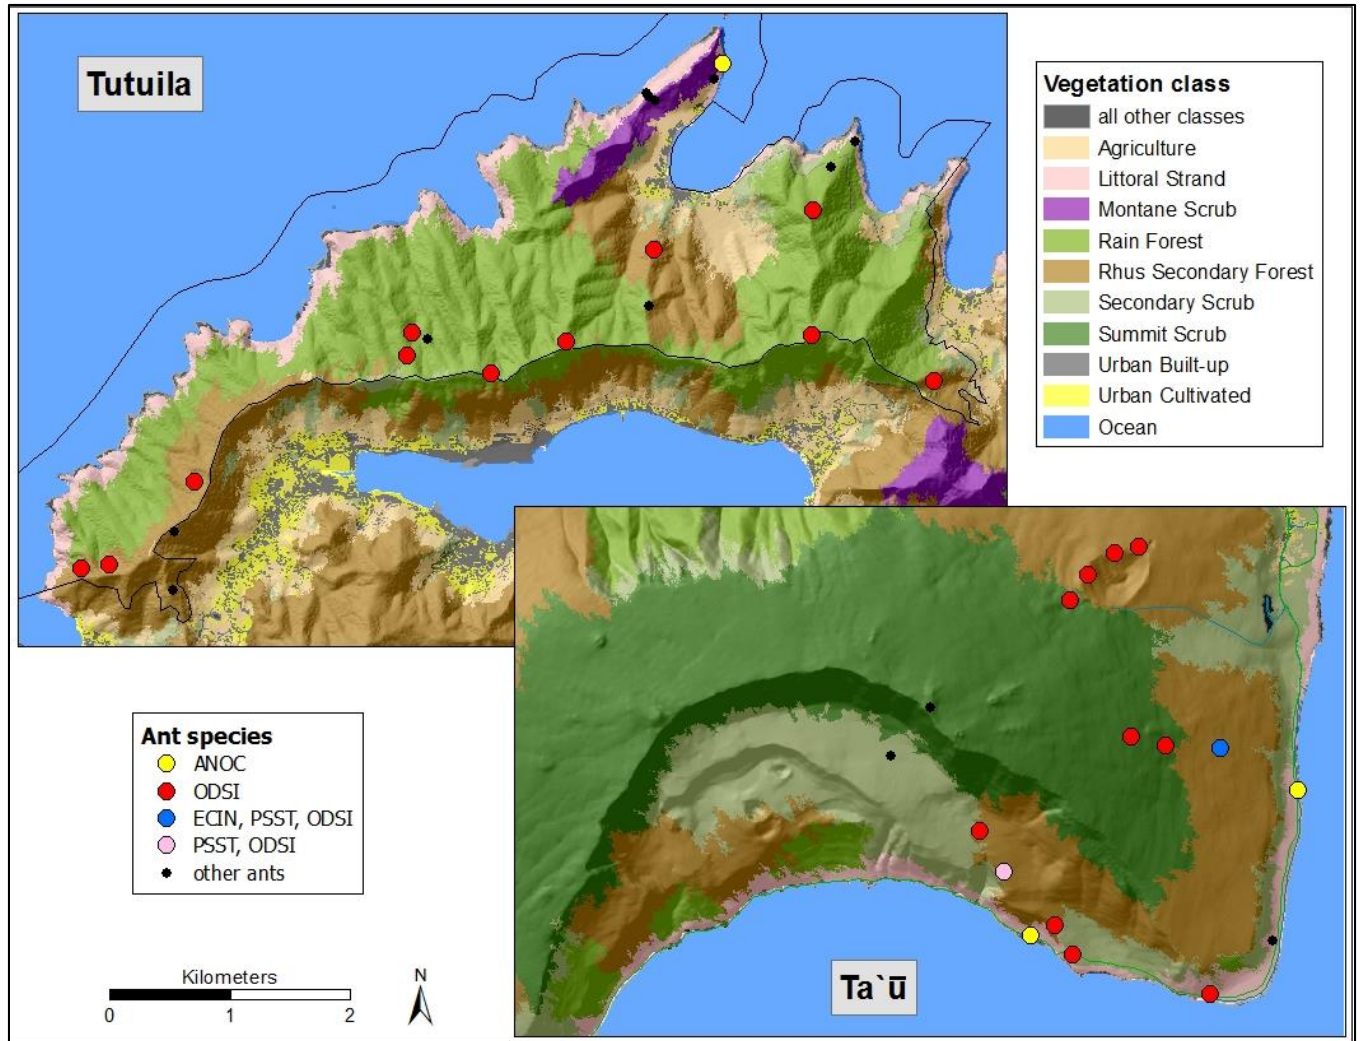 Tutuila
Vegetation class
all other classes
Agriculture
Littoral Strand
Montane Scrub
Rain Forest
Rhus Secondary Forest
Secondary Scrub
Summit Scrub
Urban Built-up
Urban Cultivated
Ocean
Ant species
ANOC
ODSI
ECIN, PSST, ODSI
PSST, ODSI
other ants
Kilometers
0 1 2
N
Ta`ū